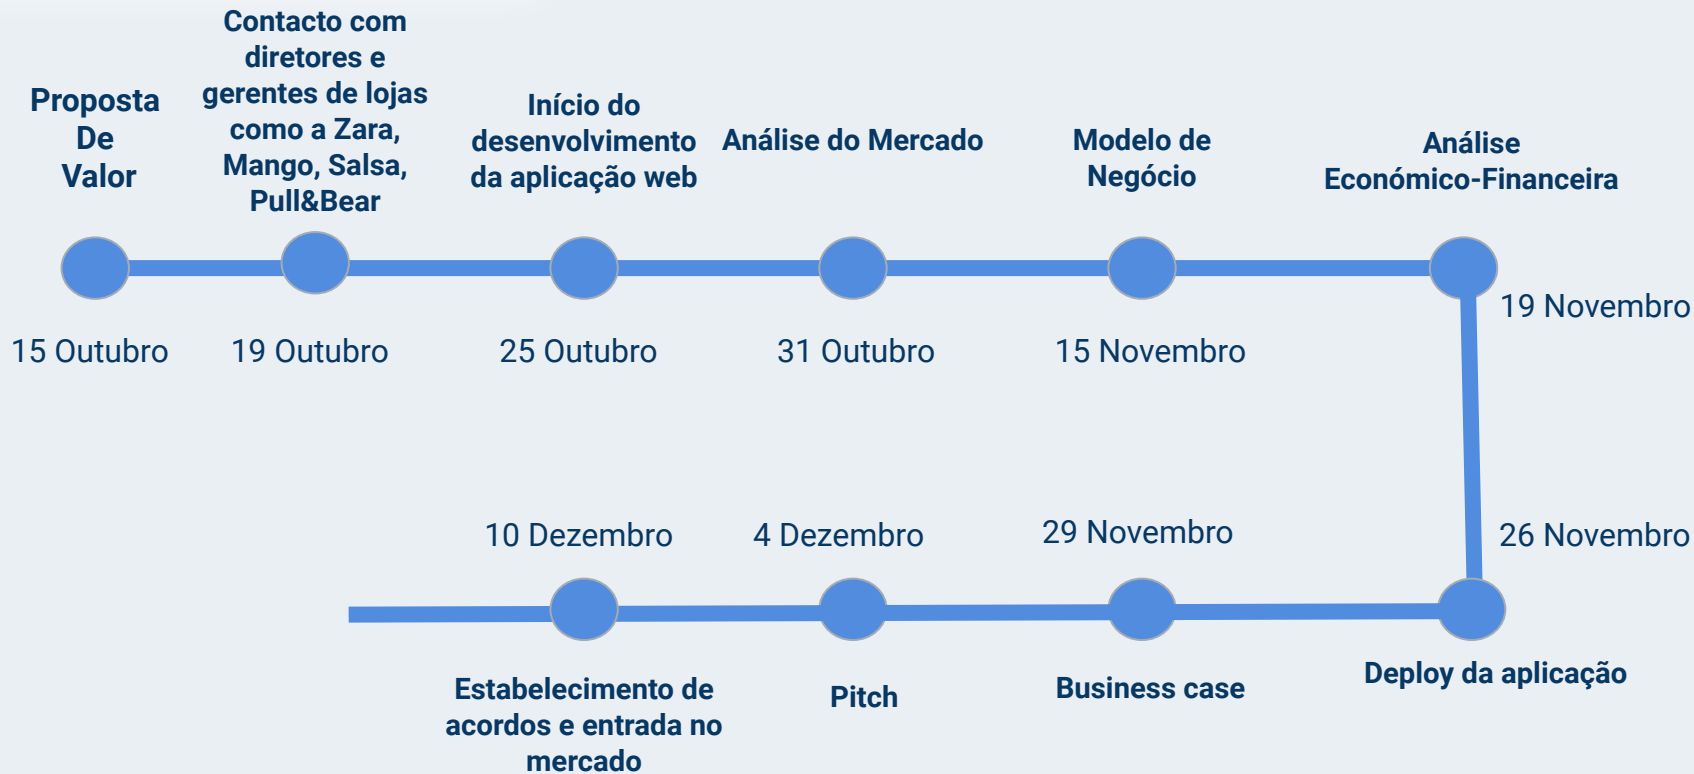 Proposta
De
Valor
Contacto com
diretores e
gerentes de lojas
como a Zara,
Mango, Salsa,
Pull&Bear
Início do
desenvolvimento
da aplicação web
Análise do Mercado
Modelo de
Negócio
Análise
Económico-Financeira
15 Outubro
19 Outubro
25 Outubro
31 Outubro
15 Novembro
19 Novembro
10 Dezembro
4 Dezembro
29 Novembro
26 Novembro
Estabelecimento de
acordos e entrada no
mercado
Pitch
Business case
Deploy da aplicação